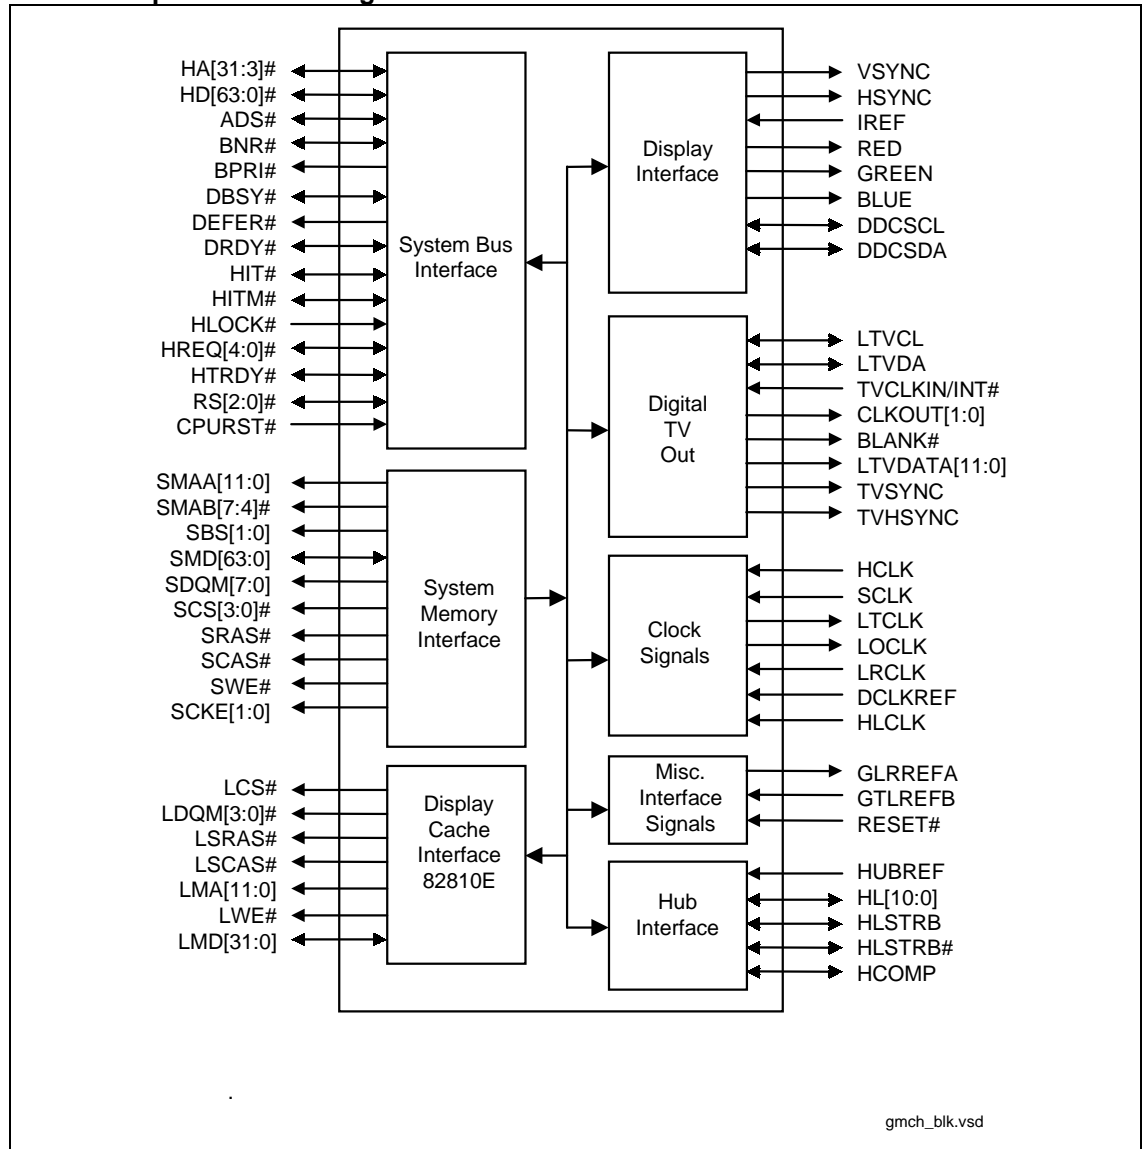 HA[31:3]#
HD[63:0]#
ADS#
BNR#
BPRI#
DBSY#
DEFER#
DRDY#
HIT#
HITM#
HLOCK#
HREQ[4:0]#
HTRDY#
RS[2:0]#
CPURST#
System Bus
Interface
SMAA[11:0]
SMAB[7:4]#
SBS[1:0]
SMD[63:0]
SDQM[7:0]
SCS[3:0]#
SRAS#
SCAS#
SWE#
SCKE[1:0]
System
Memory
Interface
LCS#
LDQM[3:0]#
LSRAS#
LSCAS#
LMA[11:0]
LWE#
LMD[31:0]
Display
Cache
Interface
82810E
Display
Interface
VSYNC
HSYNC
IREF
RED
GREEN
BLUE
DDCSCL
DDCSDA
Digital
TV
Out
LTVCL
LTVDA
TVCLKIN/INT#
CLKOUT[1:0]
BLANK#
LTVDATA[11:0]
TVSYNC
TVHSYNC
Clock
Signals
HCLK
SCLK
LTCLK
LOCLK
LRCLK
DCLKREF
HLCLK
Misc.
Interface
Signals
GLRREFA
GTLREFB
RESET#
Hub
Interface
HUBREF
HL[10:0]
HLSTRB
HLSTRB#
HCOMP
.
gmch_blk.vsd